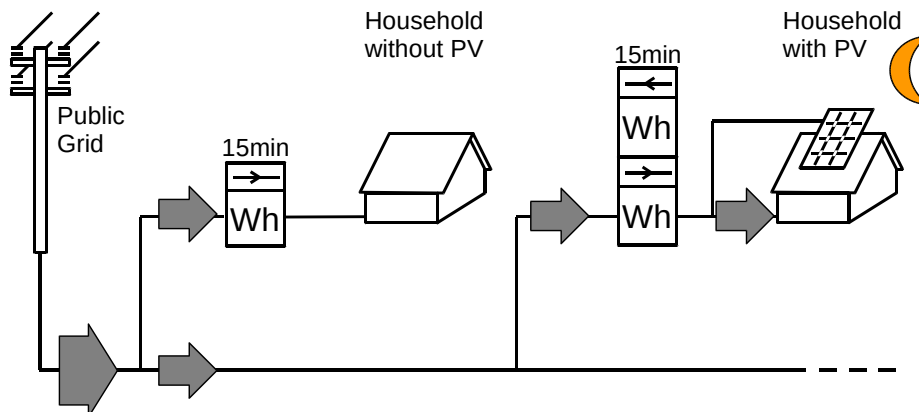 Household
without PV
Household
with PV
15min
Wh
Wh
Public
Grid
15min
Wh